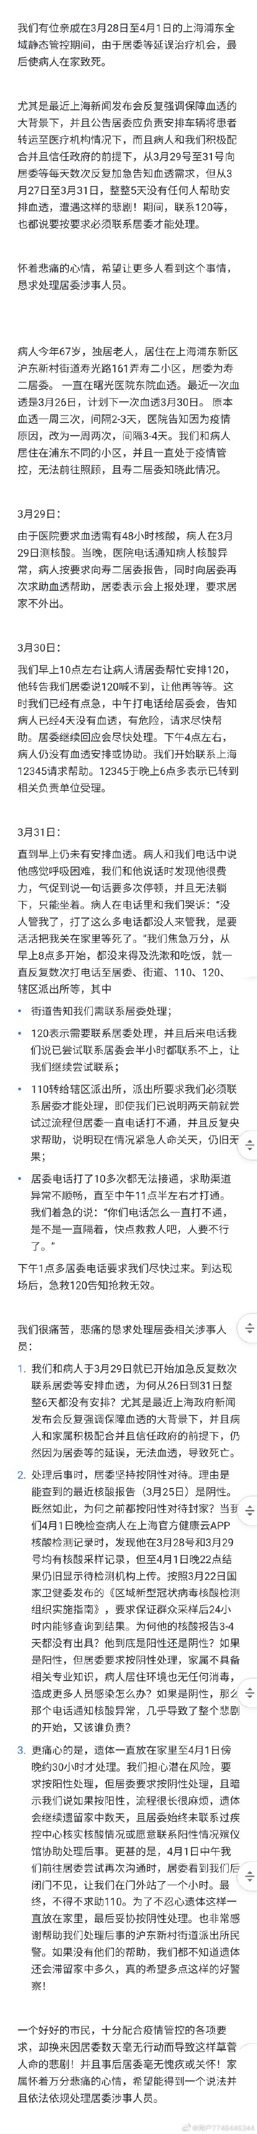 我们有位亲戚在3月28日至4月1日的上海浦东全
域静态管控期间，由于居委等延误治疗机会，最
后使病人在家致死。
尤其是最近上海新闻发布会反复强调保障血透的
大背景下，并且公告居委应负责安排车辆将患者
转运至医疗机构情况下，而且病人和我们积极配
合并且信任政府的前提下，从3月29号至31号向
居委等每天数次反复加急告知血透需求，但从3
月27日至3月31日，整整5天没有任何人帮助安
排血透，遭遇这样的悲剧！期间，联系120等，
也都说要按要求必须联系居委才能处理。
怀着悲痛的心情，希望让更多人看到这个事情，
恳求处理居委涉事人员。
病人今年67岁，独居老人，居住在上海浦东新区
沪东新村街道寿光路161弄寿二小区，居委为寿
二居委。 一直在曙光医院东院血透。最近一次血
透是3月26日，计划下一次血透3月30日。 原本
血透一周三次，间隔2-3天，医院告知因为疫情
原因，改为一周两次，间隔3-4天。我们和病人
居住在浦东不同的小区，并且一直处于疫情管
控，无法前往照顾，且寿二居委知晓此情况。
3月29日：
由于医院要求血透需有48小时核酸，病人在3月
29日测核酸。当晚，医院电话通知病人核酸异
常，病人按要求向寿二居委报告，同时向居委再
次求助血透帮助，居委表示会上报处理，要求居
家不外出。
3月30日：
我们早上10点左右让病人请居委帮忙安排120，
他转告我们居委说120喊不到，让他再等等。这
时我们已经有点急，中午打电话给居委会，告知
病人已经4天没有血透，有危险，请求尽快帮
助。居委继续回应会尽快处理。下午4点左右，
病人仍没有血透安排或协助。我们开始联系上海
12345请求帮助。12345于晚上6点多表示已转到
相关负责单位受理。
3月31日：
直到早上仍未有安排血透。病人和我们电话中说
他感觉呼吸困难，我们和他说话时发现他很费
力，气促到说一句话要多次停顿，并且无法躺
下，只能坐着。病人在电话里和我们哭诉：“没
人管我了，打了这么多电话都没人来管我，是要
活活把我关在家里等死了。”我们焦急万分，从
早上8点多开始，都没来得及洗漱和吃饭，就一
直反复数次打电话至居委、街道、110、120、
辖区派出所等，其中
• 街道告知我们需联系居委处理；
• 120表示需要联系居委处理，并且后来电话我
们说已尝试联系居委会半小时都联系不上，让
我们继续尝试联系；
• 110转给辖区派出所，派出所要求我们必须联
系居委才能处理，即使我们已说明两天前就尝
试过流程但居委一直电话打不通，并且反复央
求帮助，说明现在情况紧急人命关天，仍旧无
果；
• 居委电话打了10多次都无法接通，求助渠道
异常不顺畅，直至中午11点半左右才打通。
我们着急的说：“你们电话怎么一直打不通，
是不是一直隔着，快点救救人吧，人要不行
了。”
下午1点多居委电话要求我们尽快过来。到达现
场后，急救120告知抢救无效。
我们很痛苦，悲痛的恳求处理居委相关涉事人
员：
1. 我们和病人于3月29日就已开始加急反复数次
联系居委等安排血透，为何从26日到31日整
整6天都没有安排？尤其是最近上海政府新闻
发布会反复强调保障血透的大背景下，并且病
人和家属积极配合并且信任政府的前提下，仍
然因为居委等的延误，无法血透，导致死亡。
2. 处理后事时，居委坚持按阴性对待。理由是
能查到的最近核酸报告（3月25日）是阴性。
既然如此，为何之前都按阳性对待封家？当我
们4月1日晚检查病人在上海官方健康云APP
核酸检测记录时，发现他在3月28号和3月29
号均有核酸采样记录，但至4月1日晚22点结
果仍旧显示待检测机构上传。按照3月22日国
家卫健委发布的《区域新型冠状病毒核酸检测
组织实施指南》，要求保证群众采样后24小
时内能够查询到结果。为何他的核酸报告3-4
天都没有出具？他到底是阳性还是阴性？如果
是阳性，但居委要求按阴性处理，家属不具备
相关专业知识，病人居住环境也无任何消毒，
造成更多人员感染怎么办？如果是阴性，那么
那个电话通知核酸异常，几乎导致了整个悲剧
的开始，又该谁负责？
3. 更痛心的是，遗体一直放在家里至4月1日傍
晚约30小时才处理。我们担心潜在风险，要
求按阳性处理，但居委要求按阴性处理，且暗
示我们说如果按阳性，流程很长很麻烦，遗体
会继续遗留家中数天，且居委始终未联系过疾
控中心核实核酸情况或愿意联系阳性情况殡仪
馆协助处理后事。更甚的是，4月1日中午我
们前往居委尝试再次沟通时，居委看到我们后
闭门不见，让我们在门外站了一个小时。最
终，不得不求助110。为了不忍心遗体这样一
直放在家里，最后妥协按阴性处理。也非常感
谢帮助我们处理后事的沪东新村街道派出所民
警。如果没有他们的帮助，我们都不知道遗体
还会滞留家中多久，真的希望多点这样的好警
察！
一个好好的市民，十分配合疫情管控的各项要
求，却换来因居委数天毫无行动而导致这样草菅
人命的悲剧！并且事后居委毫无愧疚或关怀！家
属怀着万分悲痛的心情，希望能得到一个说法并
且依法依规处理居委涉事人员。
@用户7746446344